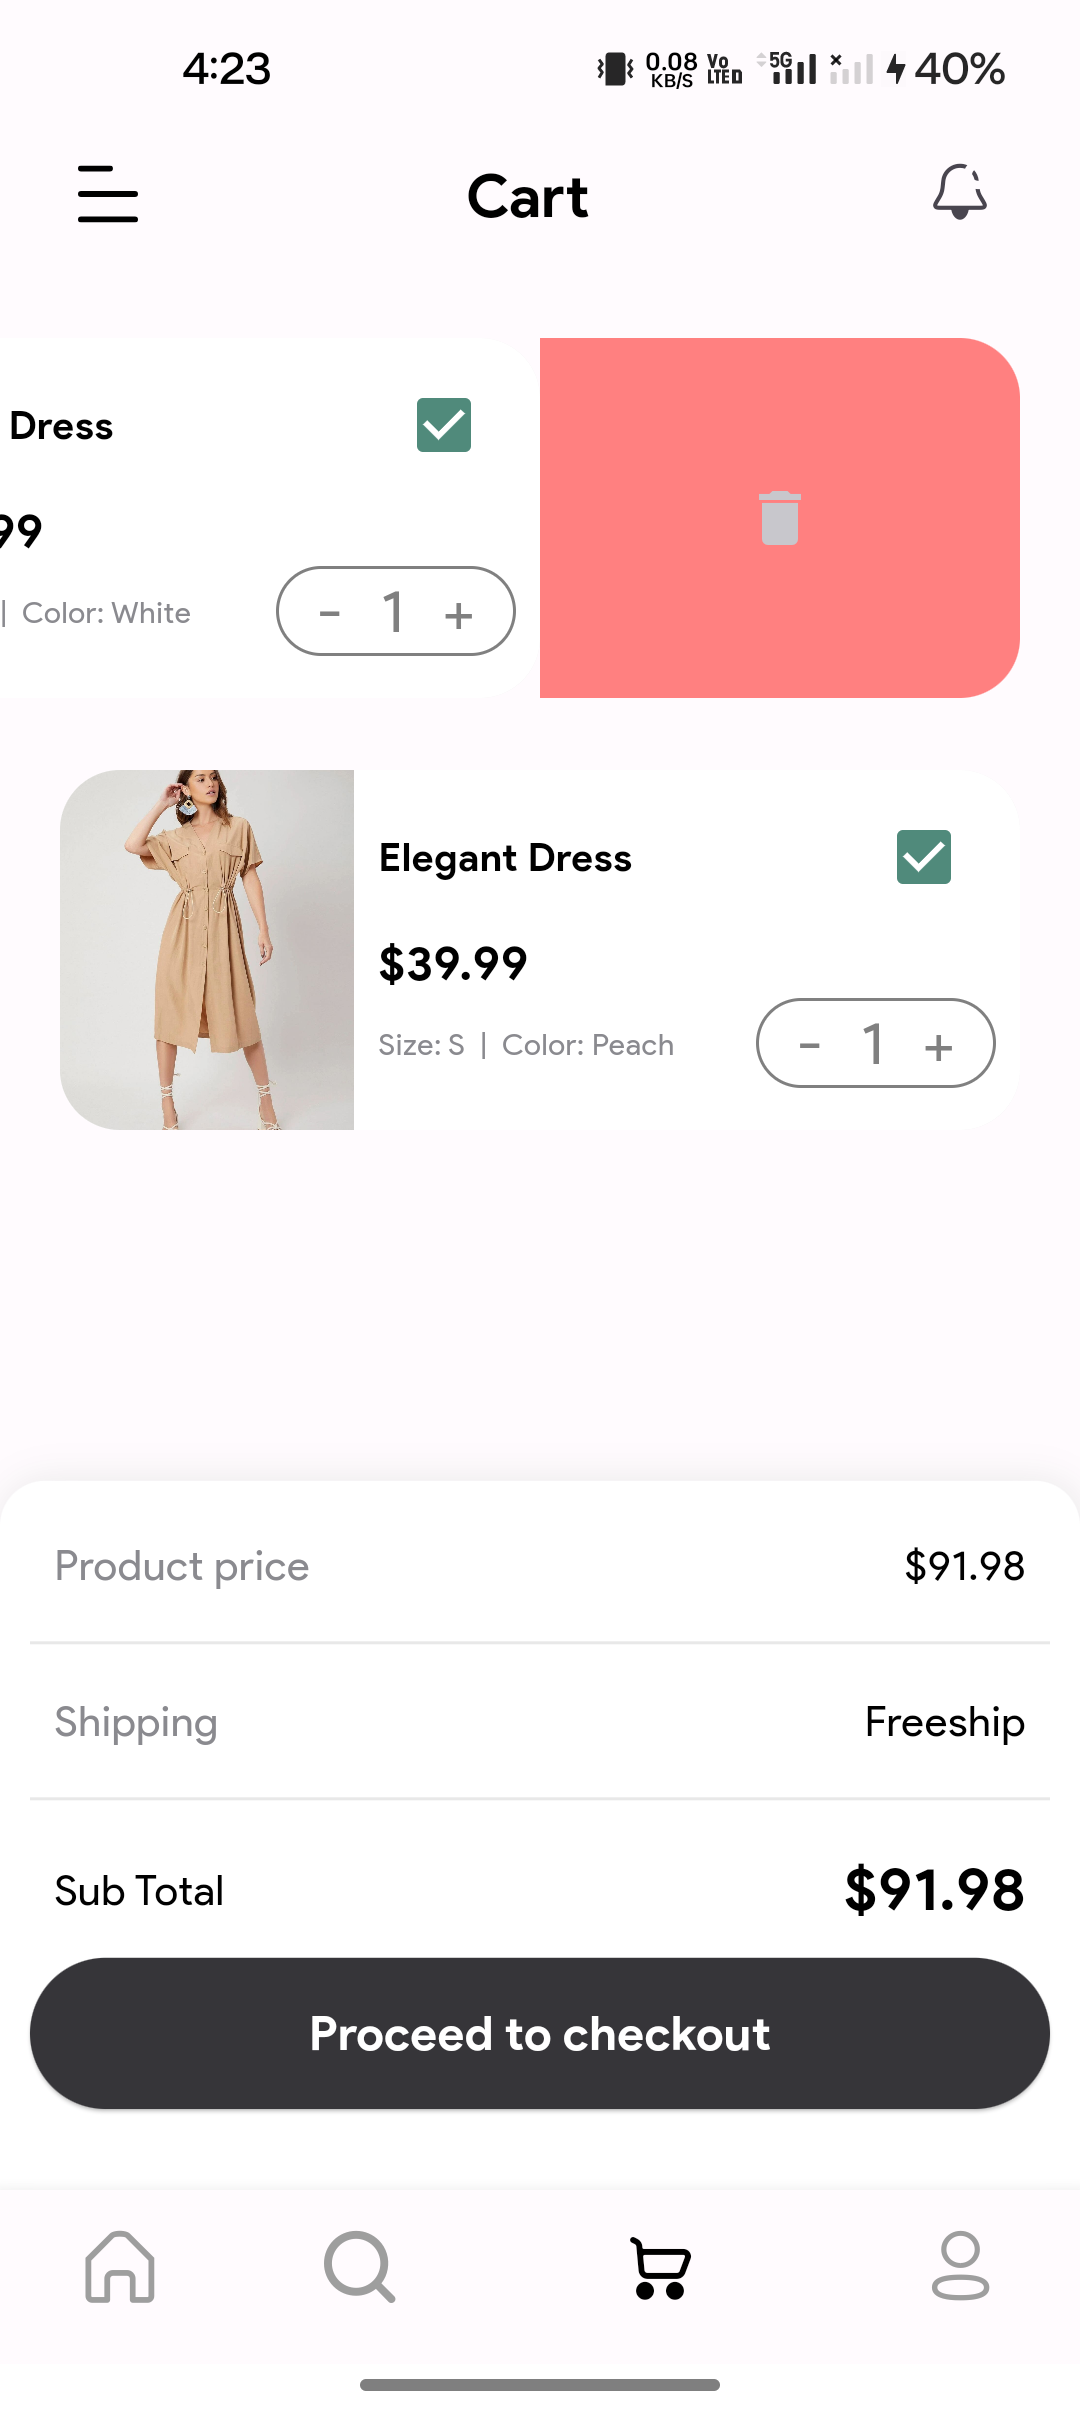 4:23
0.08 KB/S Vo LTE D 5G 40%
Cart
Dress
99
| Color: White
- 1 +
Elegant Dress
$39.99
Size: S | Color: Peach
- 1 +
Product price $91.98
Shipping Freeship
Sub Total $91.98
Proceed to checkout